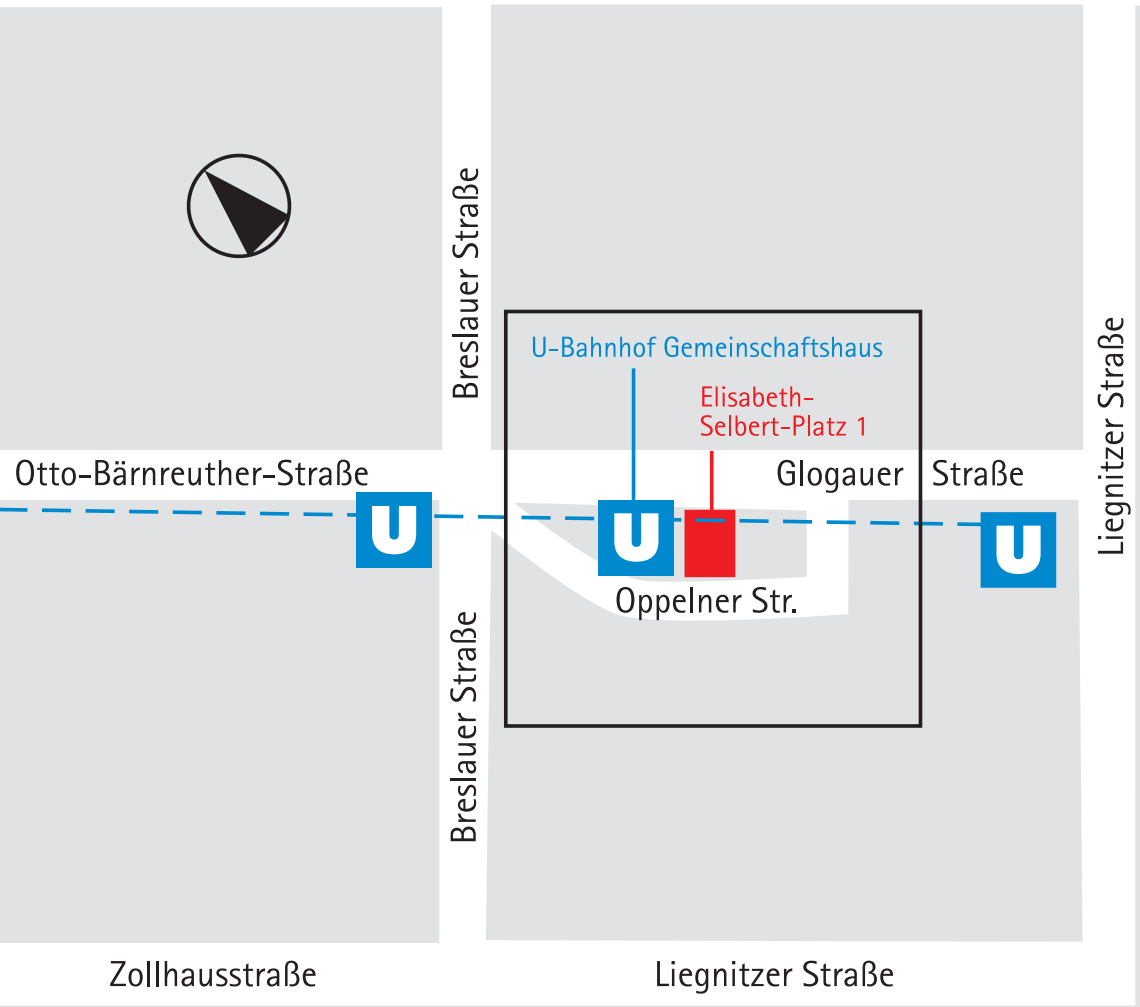 Breslauer Straße
U-Bahnhof Gemeinschaftshaus
Elisabeth-
Selbert-Platz 1
Liegnitzer Straße
Otto-Bärnreuther-Straße
Glogauer Straße
U
U
U
Oppelner Str.
Breslauer Straße
Zollhausstraße
Liegnitzer Straße